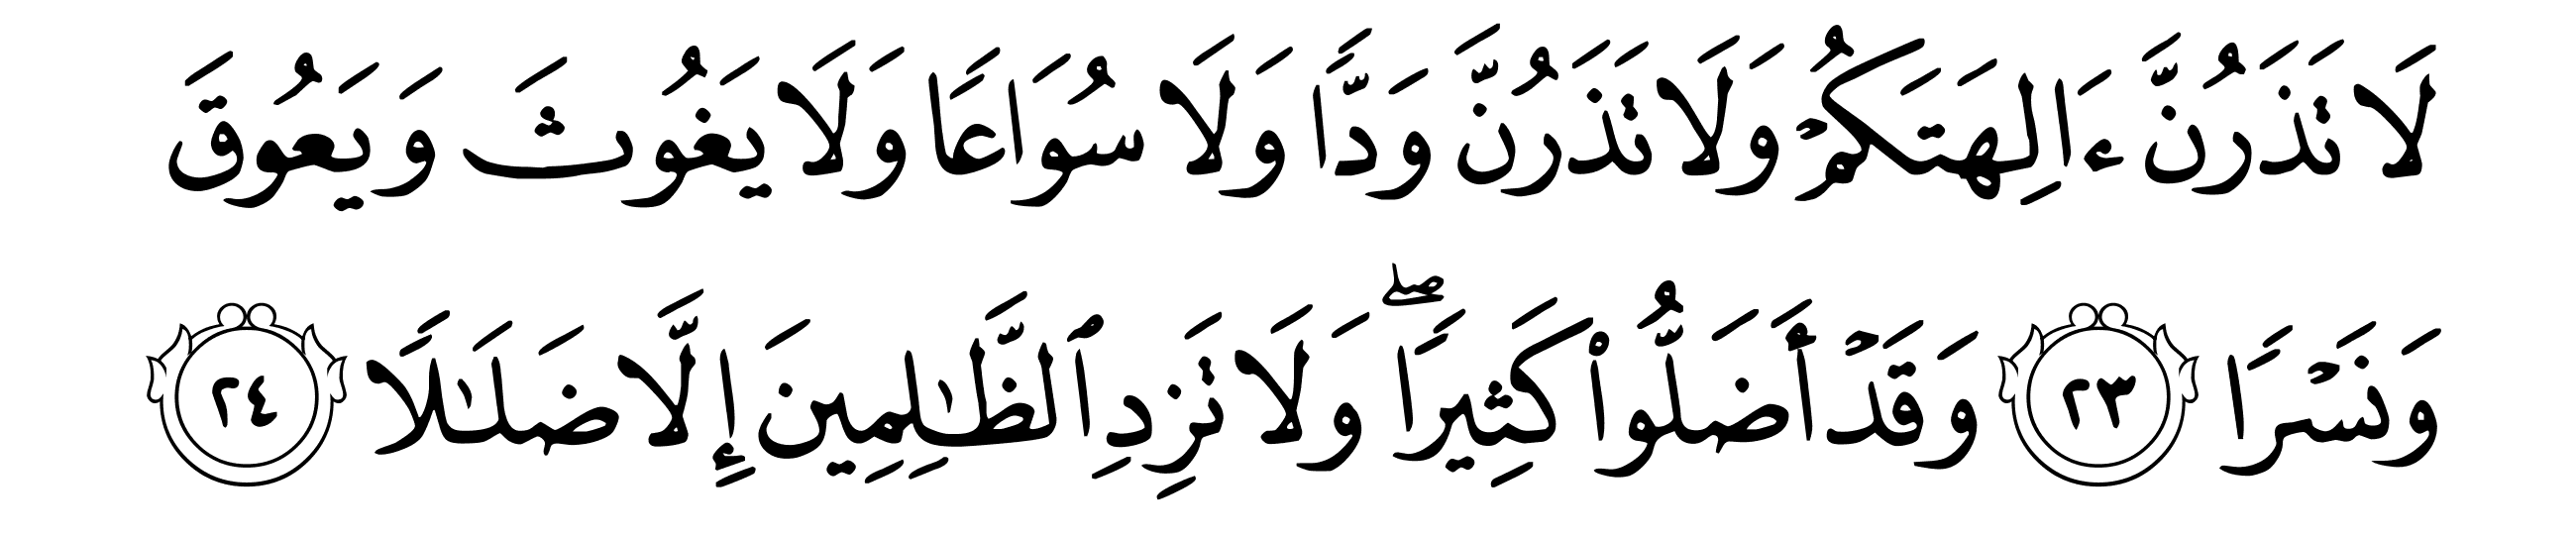 لَا تَذَرُنَّ ءَالِهَتَكُمْ وَلَا تَذَرُنَّ وَدًّا وَلَا سُوَاعًا وَلَا يَغُوثَ وَيَعُوقَ
وَنَسْرًا ٢٣ وَقَدْ أَضَلُّوا۟ كَثِيرًا ۖ وَلَا تَزِدِ ٱلظَّـٰلِمِينَ إِلَّا ضَلَـٰلًا ٢٤